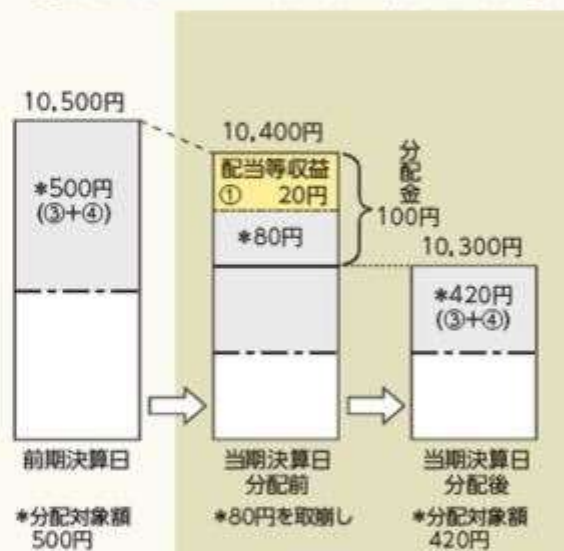 10,500円
*500円
(③+④)
前期決算日
*分配対象額
500円
10,400円
配当等収益
① 20円
*80円
分配金
100円
当期決算日
分配前
*80円を取崩し
10,300円
*420円
(③+④)
当期決算日
分配後
*分配対象額
420円